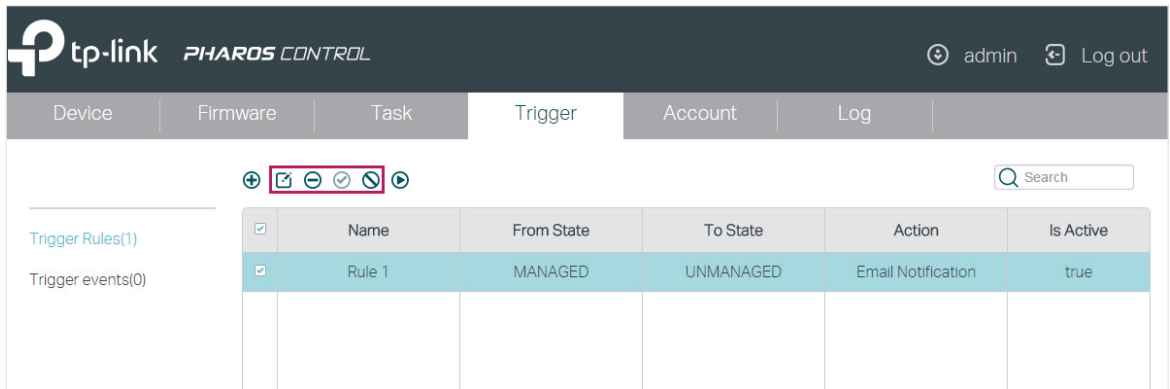 tp-link PHAROS CONTROL
admin Log out
Device Firmware Task Trigger Account Log
Search
Trigger Rules(1)
Trigger events(0)
Name From State To State Action Is Active
Rule 1 MANAGED UNMANAGED Email Notification true